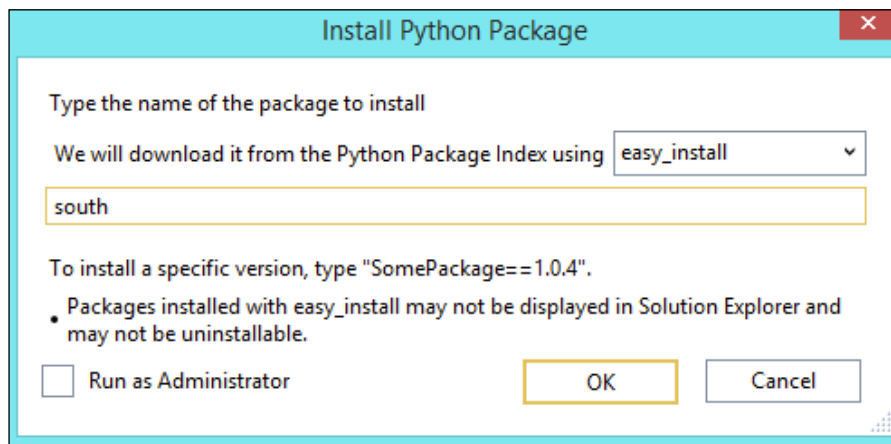 Install Python Package
Type the name of the package to install
We will download it from the Python Package Index using easy_install
south
To install a specific version, type "SomePackage==1.0.4".
• Packages installed with easy_install may not be displayed in Solution Explorer and
may not be uninstallable.
Run as Administrator OK Cancel